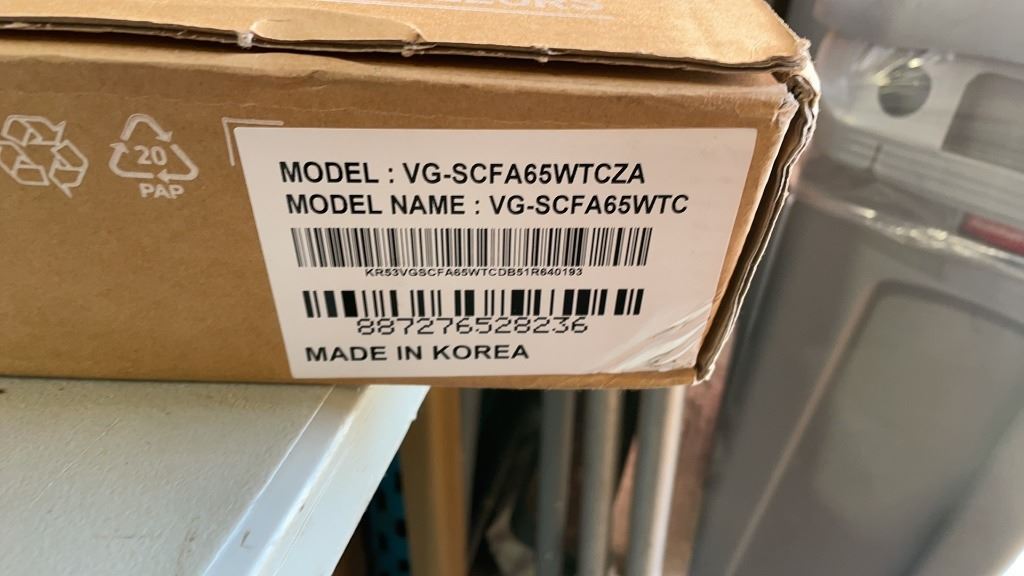 20
PAP
MODEL : VG-SCFA65WTCZA
MODEL NAME : VG-SCFA65WTC
KR53VGSCFA65WTCDB51R640193
887276528236
MADE IN KOREA